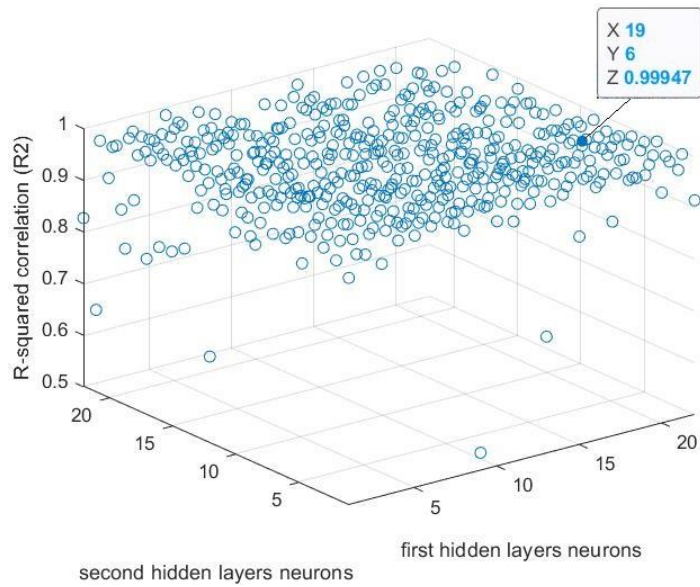 X 19
Y 6
Z 0.99947
1
0.9
0.8
0.7
0.6
0.5
R-squared correlation (R2)
20
15
10
5
second hidden layers neurons
5
10
15
20
first hidden layers neurons